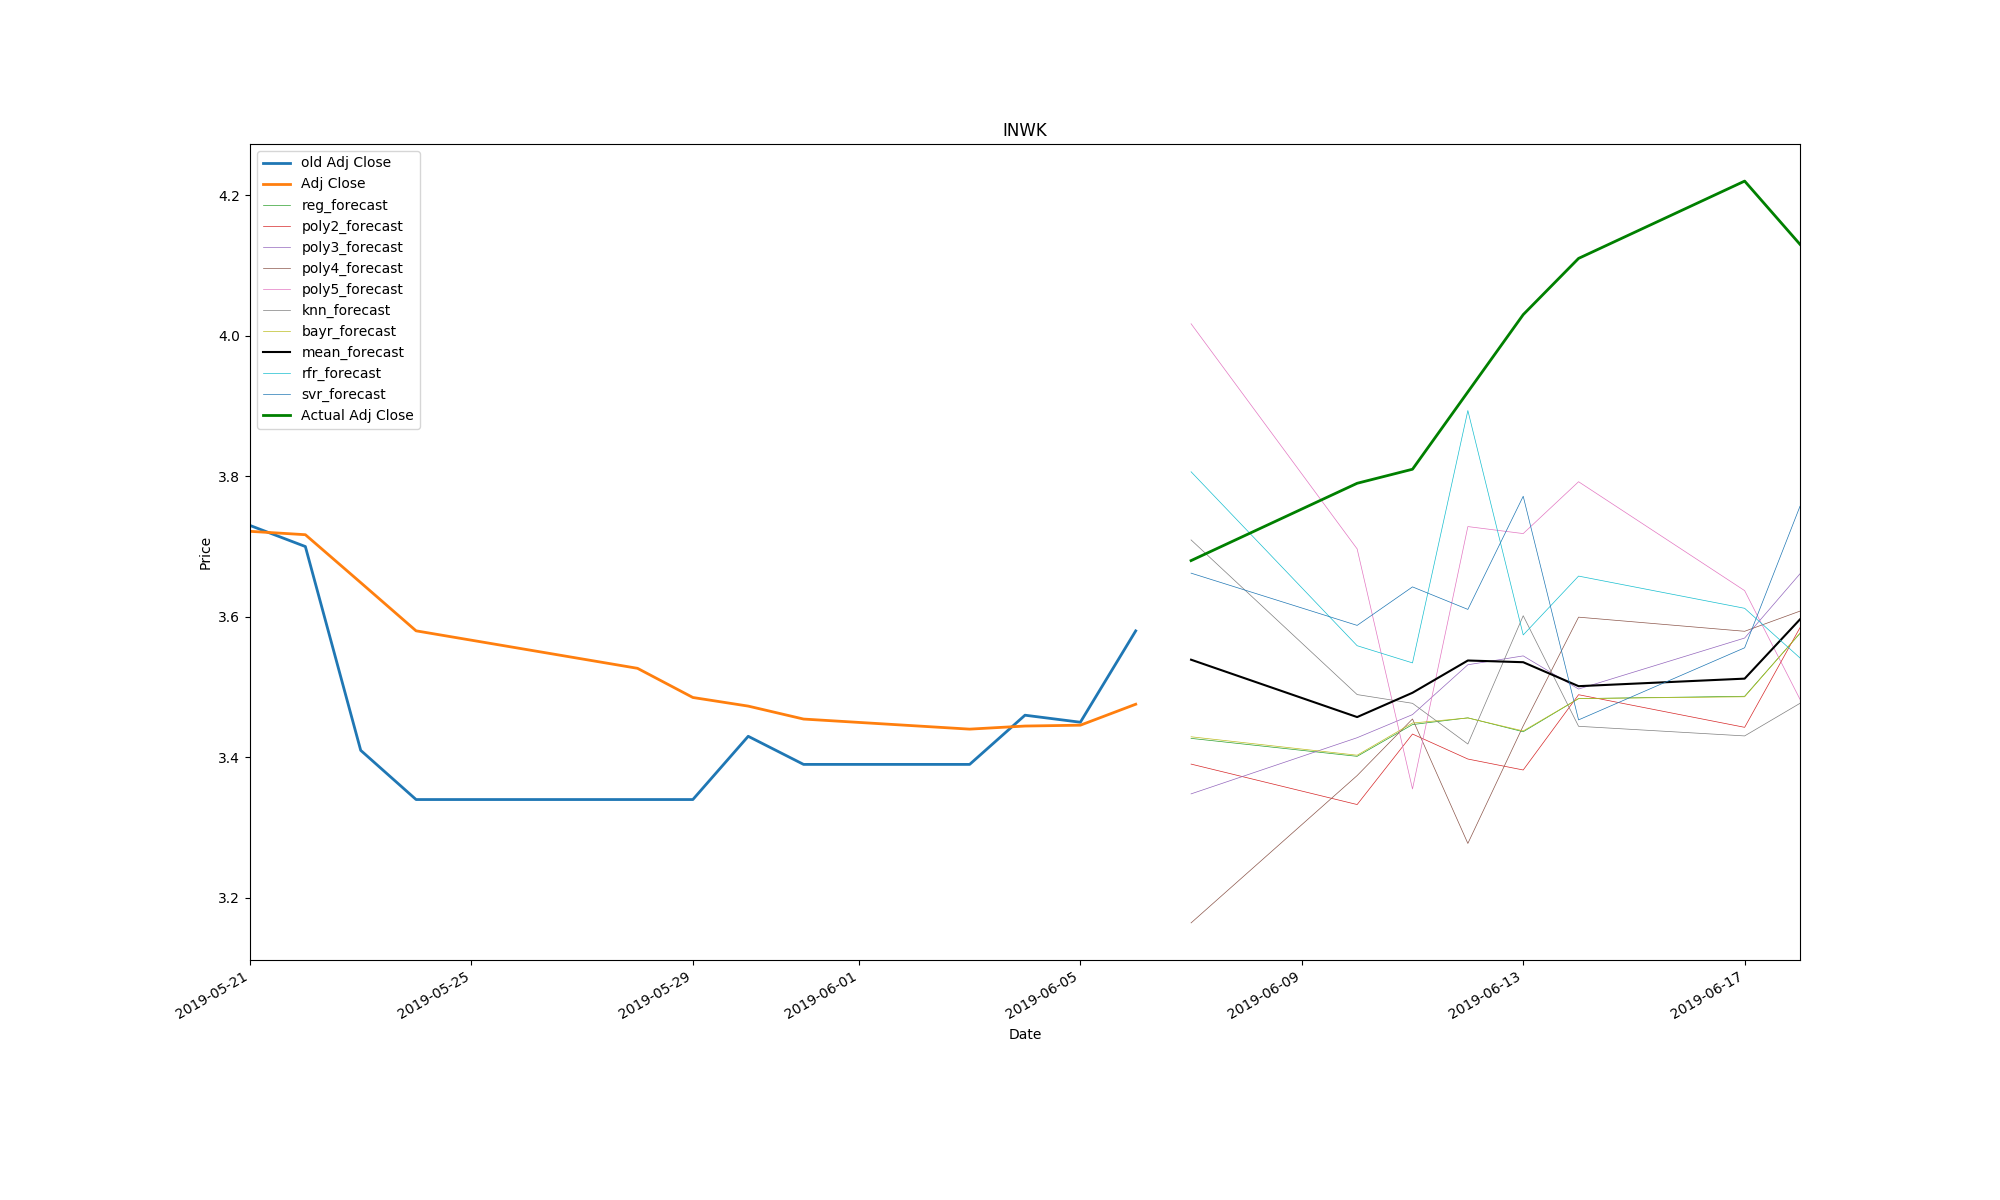 INWK
old Adj Close
Adj Close
reg_forecast
poly2_forecast
poly3_forecast
poly4_forecast
poly5_forecast
knn_forecast
bayr_forecast
mean_forecast
rfr_forecast
svr_forecast
Actual Adj Close
4.2
4.0
3.8
3.6
3.4
3.2
Price
2019-05-21
2019-05-25
2019-05-29
2019-06-01
2019-06-05
2019-06-09
2019-06-13
2019-06-17
Date